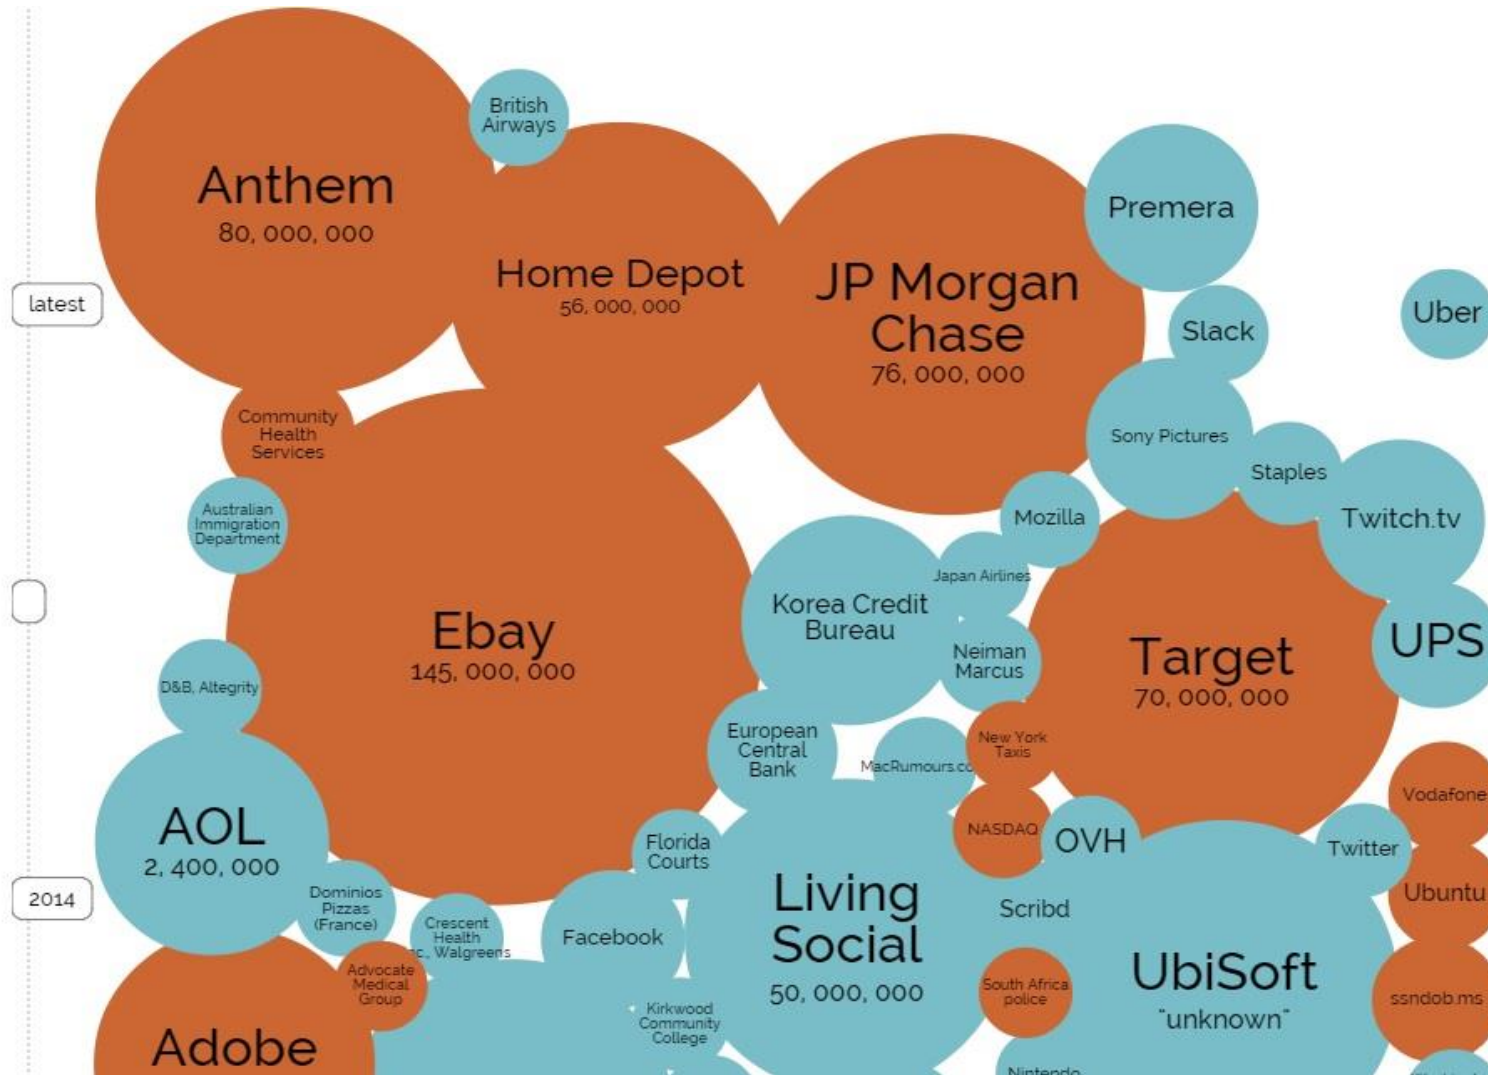 British
Airways
Anthem
80, 000, 000
Premera
Home Depot
56, 000, 000
JP Morgan
Chase
76, 000, 000
latest
Uber
Slack
Community
Health
Services
Sony Pictures
Staples
Australian
Immigration
Department
Mozilla
Twitch.tv
Japan Airlines
Korea Credit
Bureau
Ebay
145, 000, 000
Neiman
Marcus
Target
70, 000, 000
UPS
D&B, Altegrity
European
Central
Bank
New York
Taxis
MacRumours.co
Vodafone
AOL
2, 400, 000
Florida
Courts
NASDAQ
OVH
Twitter
2014
Dominios
Pizzas
(France)
Living
Social
50, 000, 000
Scribd
Ubuntu
Crescent
Health
c., Walgreens
Facebook
Advocate
Medical
Group
UbiSoft
"unknown"
South Africa
police
ssndob.ms
Kirkwood
Community
College
Adobe
Nintendo